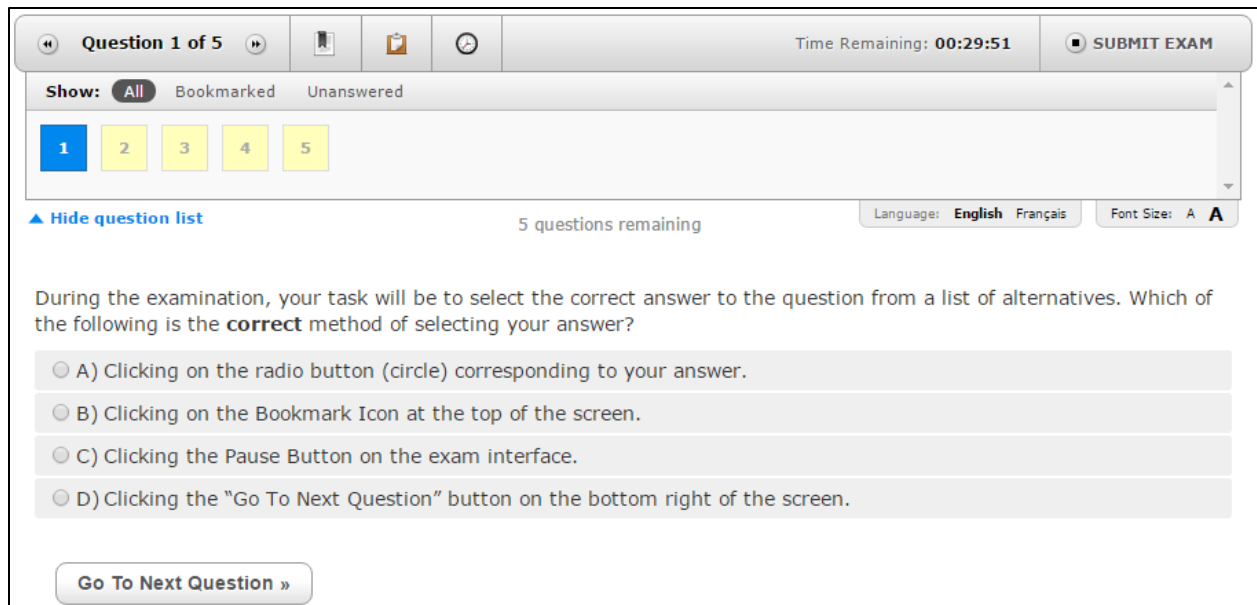 Question 1 of 5
Time Remaining: 00:29:51
SUBMIT EXAM
Show: All Bookmarked Unanswered
1 2 3 4 5
Hide question list
5 questions remaining
Language: English Français
Font Size: A A
During the examination, your task will be to select the correct answer to the question from a list of alternatives. Which of
the following is the correct method of selecting your answer?
A) Clicking on the radio button (circle) corresponding to your answer.
B) Clicking on the Bookmark Icon at the top of the screen.
C) Clicking the Pause Button on the exam interface.
D) Clicking the “Go To Next Question” button on the bottom right of the screen.
Go To Next Question »